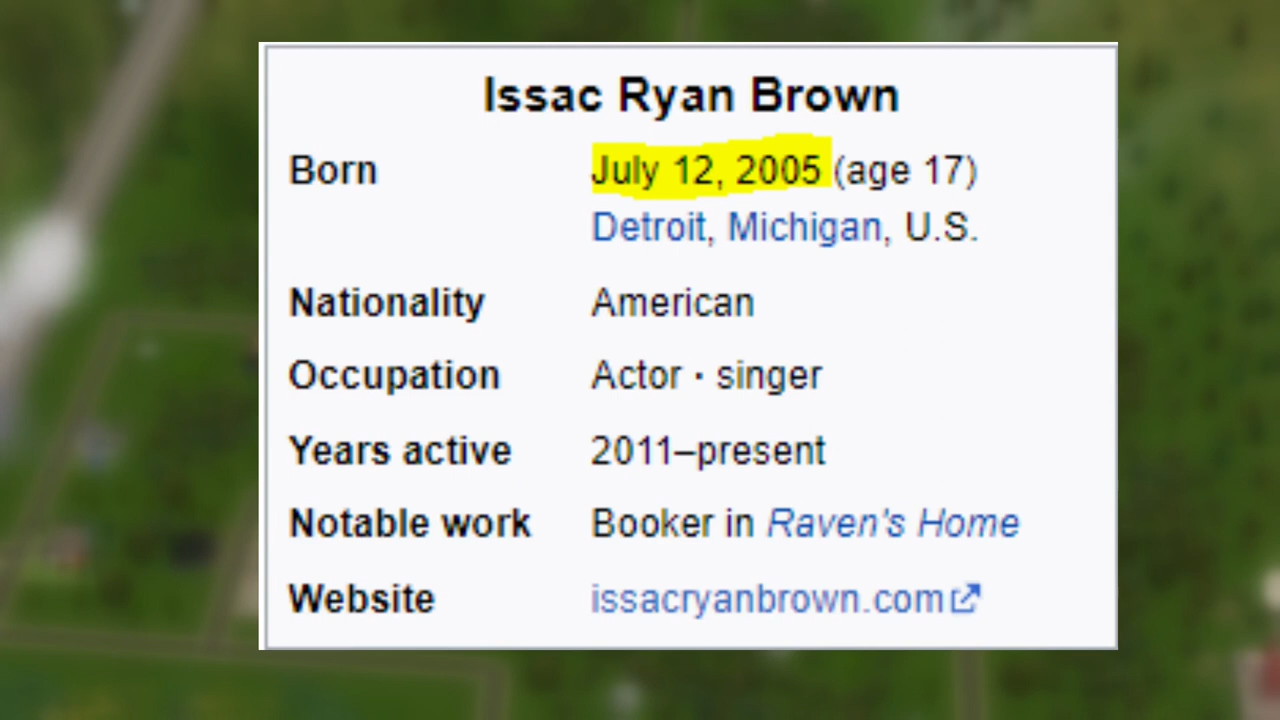 Issac Ryan Brown
Born July 12, 2005 (age 17)
Detroit, Michigan, U.S.
Nationality American
Occupation Actor · singer
Years active 2011–present
Notable work Booker in Raven's Home
Website issacryanbrown.com